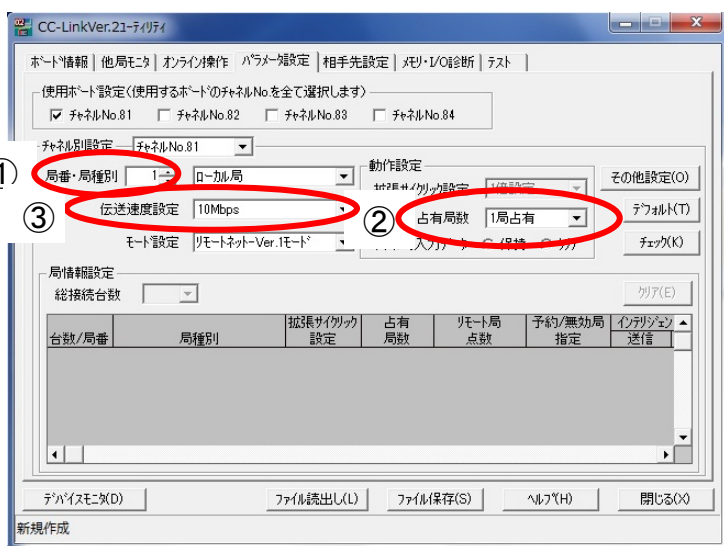 CC-LinkVer.2ﾕｰﾃｨﾘﾃｨ
ﾎﾞｰﾄﾞ情報 他局ﾓﾆﾀ ｵﾝﾗｲﾝ操作 ﾊﾟﾗﾒｰﾀ設定 相手先設定 ﾒﾓﾘ・I/O診断 ﾃｽﾄ
使用ﾎﾞｰﾄﾞ設定(使用するﾎﾞｰﾄﾞのﾁｬﾈﾙNo.を全て選択します)
ﾁｬﾈﾙNo.81 ﾁｬﾈﾙNo.82 ﾁｬﾈﾙNo.83 ﾁｬﾈﾙNo.84
ﾁｬﾈﾙ別設定 ﾁｬﾈﾙNo.81
① 局番・局種別 1 ﾛｰｶﾙ局
動作設定
拡張ｻｲｸﾘｯｸ設定 1倍設定
その他設定(O)
③ 伝送速度設定 10Mbps
② 占有局数 1局占有
ﾃﾞﾌｫﾙﾄ(T)
ﾓｰﾄﾞ設定 ﾘﾓｰﾄﾈｯﾄ-Ver.1ﾓｰﾄﾞ
入力ﾃﾞｰﾀ 保持 ｸﾘｱ
ﾁｪｯｸ(K)
局情報設定
総接続台数
ｸﾘｱ(E)
台数/局番 局種別 拡張ｻｲｸﾘｯｸ設定 占有局数 ﾘﾓｰﾄ局点数 予約/無効局指定 ｲﾝﾃﾘｼﾞｪﾝ
送信
ﾃﾞﾊﾞｲｽﾓﾆﾀ(D) ﾌｧｲﾙ読出し(L) ﾌｧｲﾙ保存(S) ﾍﾙﾌﾟ(H) 閉じる(X)
新規作成